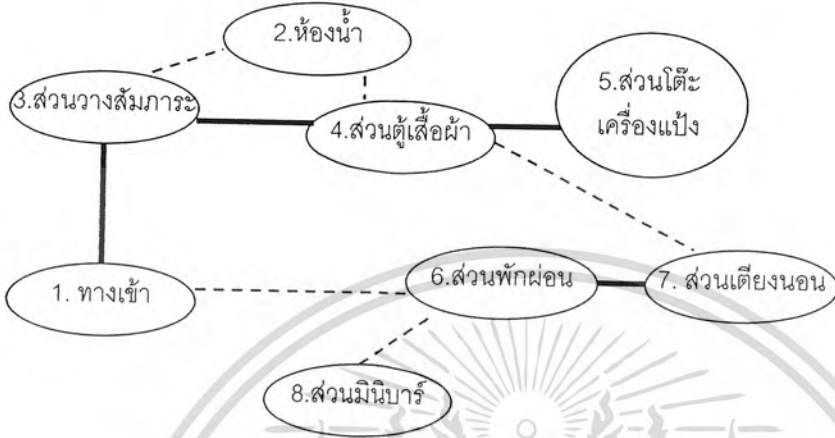 2.ห้องน้ำ
3.ส่วนวางสัมภาระ
5.ส่วนโต๊ะ
เครื่องแป้ง
4.ส่วนตู้เสื้อผ้า
6.ส่วนพักผ่อน
7. ส่วนเตียงนอน
1. ทางเข้า
8.ส่วนมินิบาร์